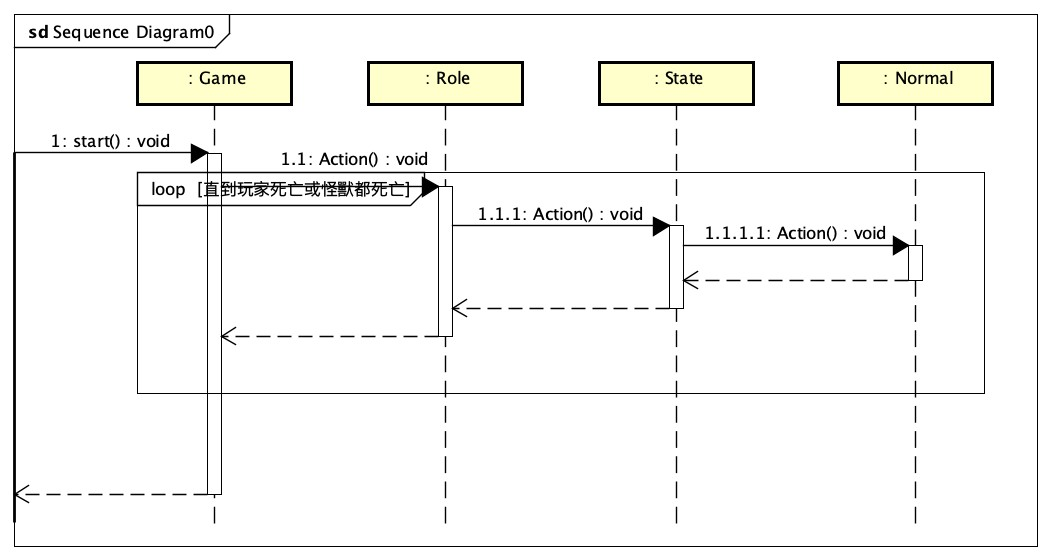 sd Sequence Diagram0
: Game
: Role
: State
: Normal
1: start() : void
1.1: Action() : void
loop [直到玩家死亡或怪獸都死亡]
1.1.1: Action() : void
1.1.1.1: Action() : void